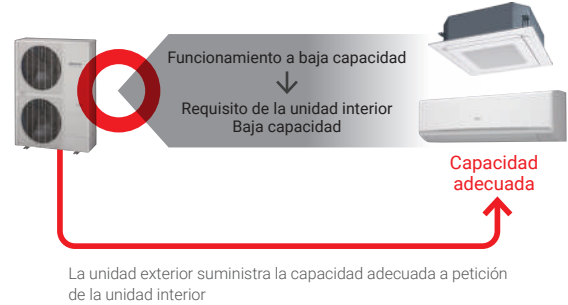 Funcionamiento a baja capacidad
Requisito de la unidad interior
Baja capacidad
Capacidad
adecuada
La unidad exterior suministra la capacidad adecuada a petición
de la unidad interior